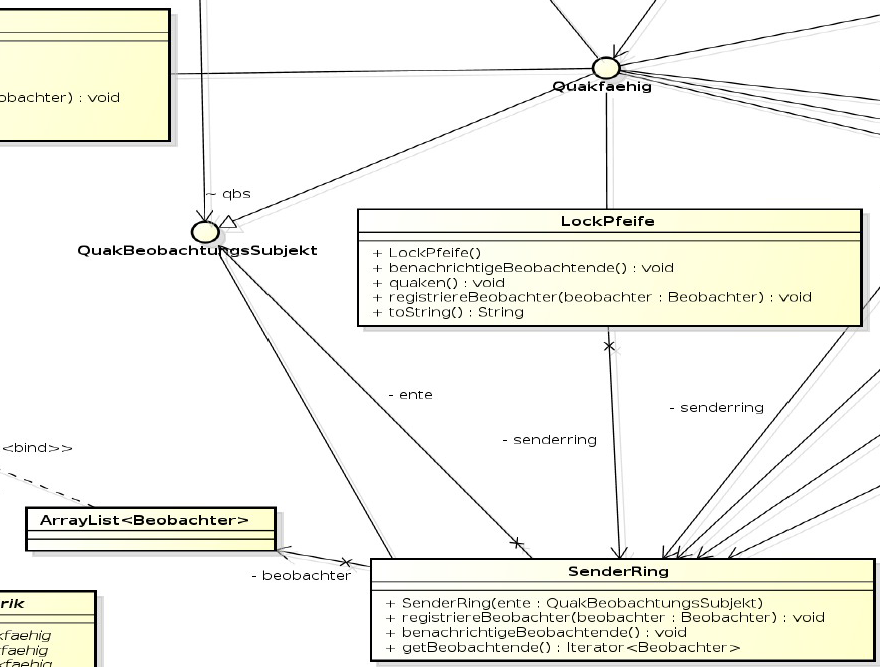 obachter) : void
Quakfaehig
~ qbs
QuakBeobachtungsSubjekt
LockPfeife
+ LockPfeife()
+ benachrichtigeBeobachtende() : void
+ quaken() : void
+ registriereBeobachter(beobachter : Beobachter) : void
+ toString() : String
- ente
- senderring
- senderring
<bind>>
ArrayList<Beobachter>
- beobachter
SenderRing
+ SenderRing(ente : QuakBeobachtungsSubjekt)
+ registriereBeobachter(beobachter : Beobachter) : void
+ benachrichtigeBeobachtende() : void
+ getBeobachtende() : Iterator<Beobachter>
rik
kfaehig
faehig
kfaehig